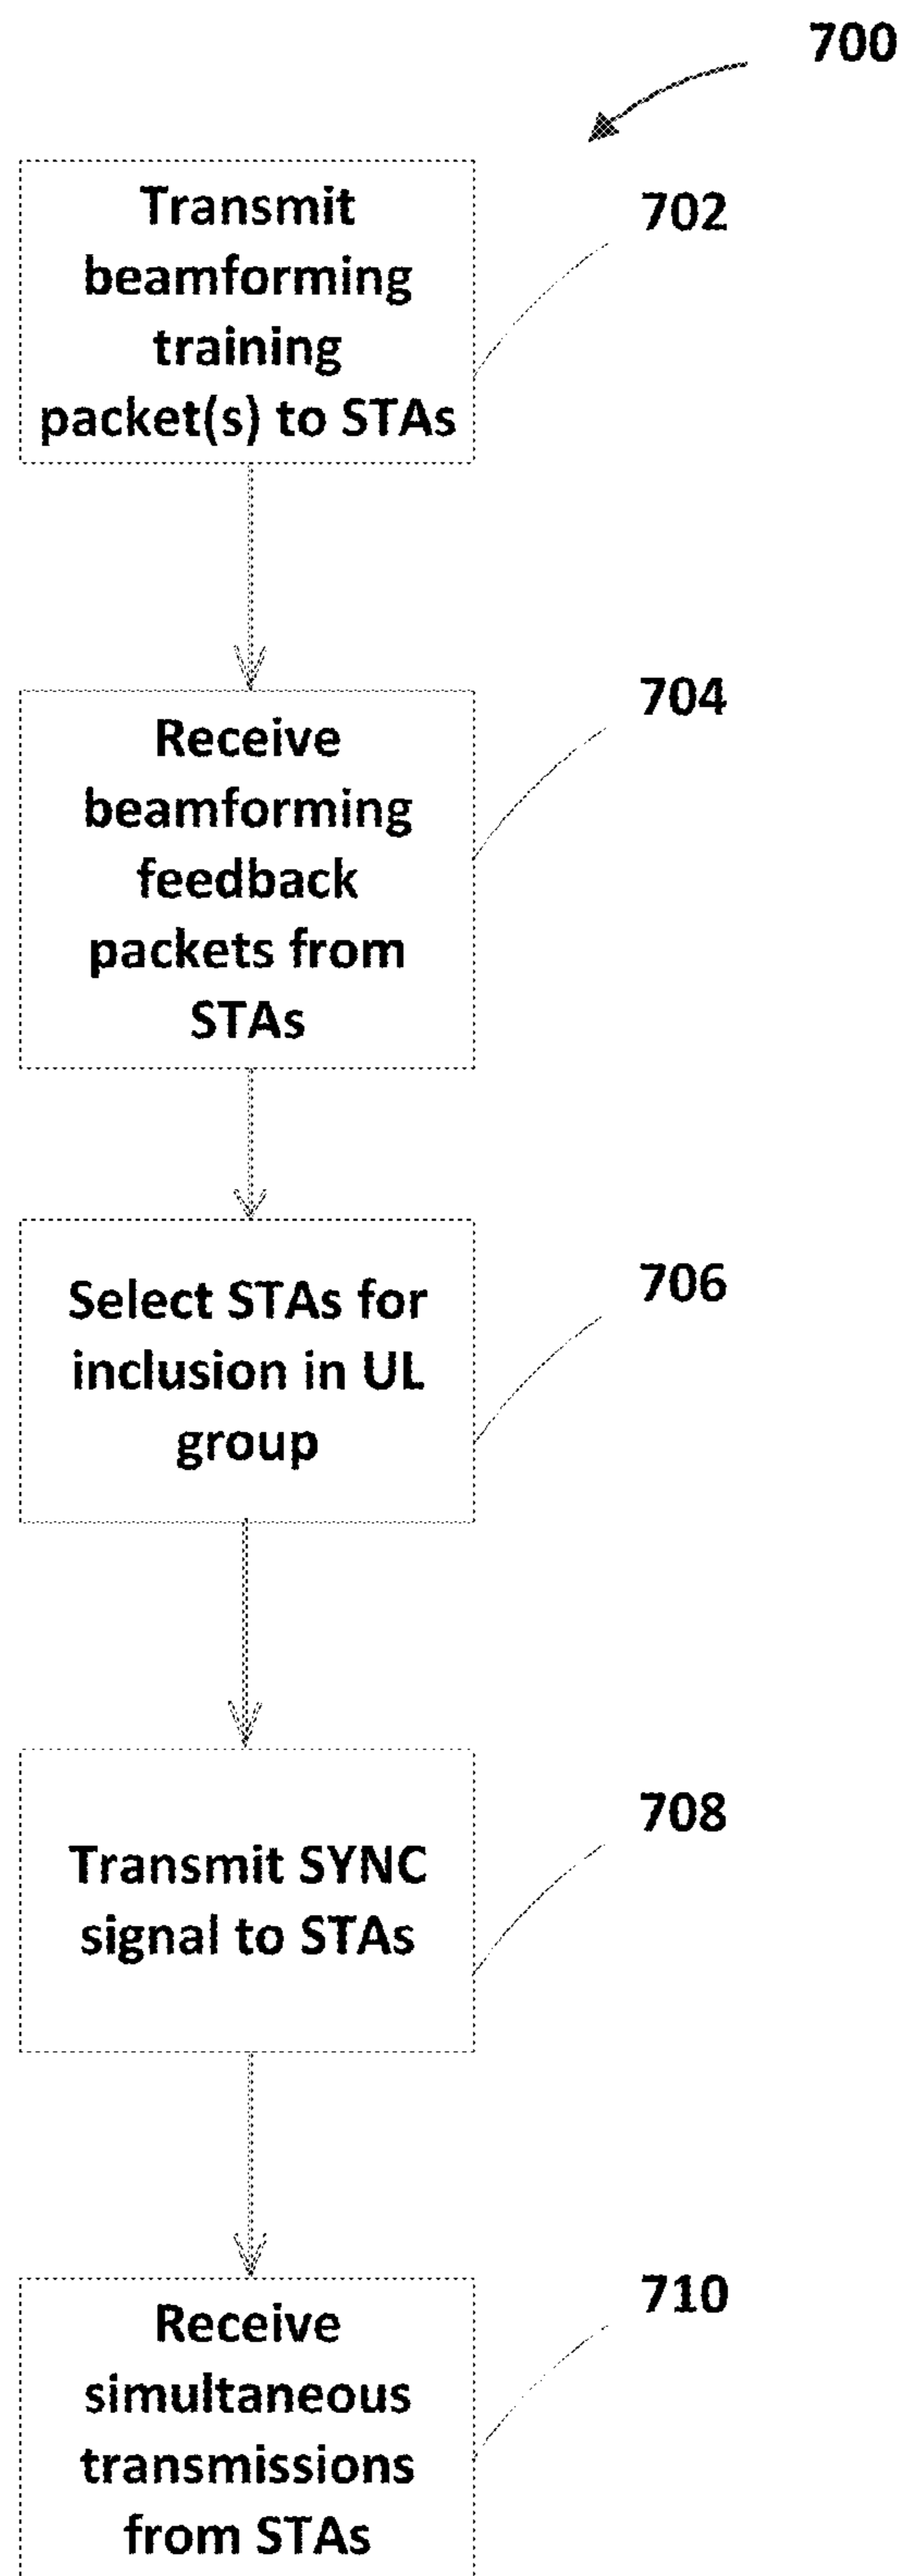 700
Transmit
beamforming
training
packet(s) to STAs
702
Receive
beamforming
feedback
packets from
STAs
704
Select STAs for
inclusion in UL
group
706
Transmit SYNC
signal to STAs
708
Receive
simultaneous
transmissions
from STAs
710